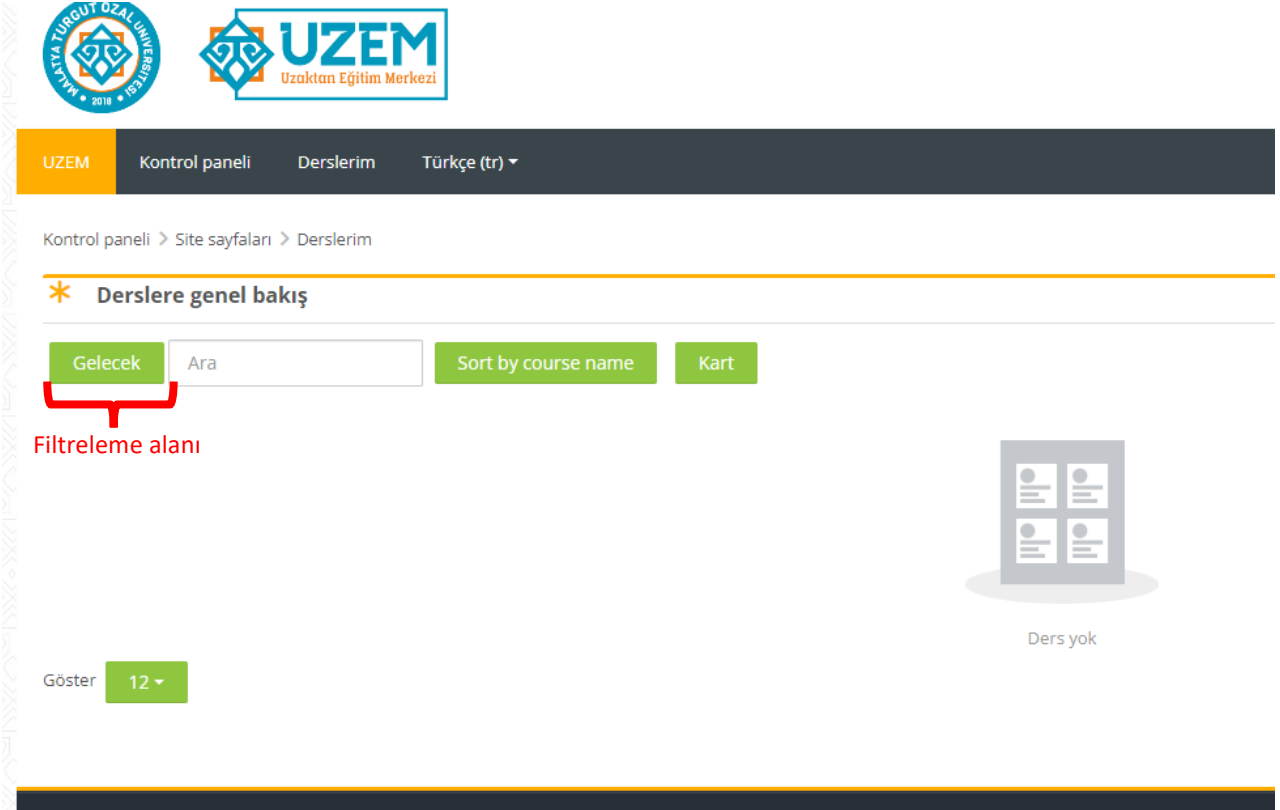 MALATYA TURGUT ÖZAL ÜNİVERSİTESİ
2018
UZEM
Uzaktan Eğitim Merkezi
UZEM Kontrol paneli Derslerim Türkçe (tr)
Kontrol paneli > Site sayfaları > Derslerim
Derslere genel bakış
Gelecek Ara Sort by course name Kart
Filtreleme alanı
Ders yok
Göster 12